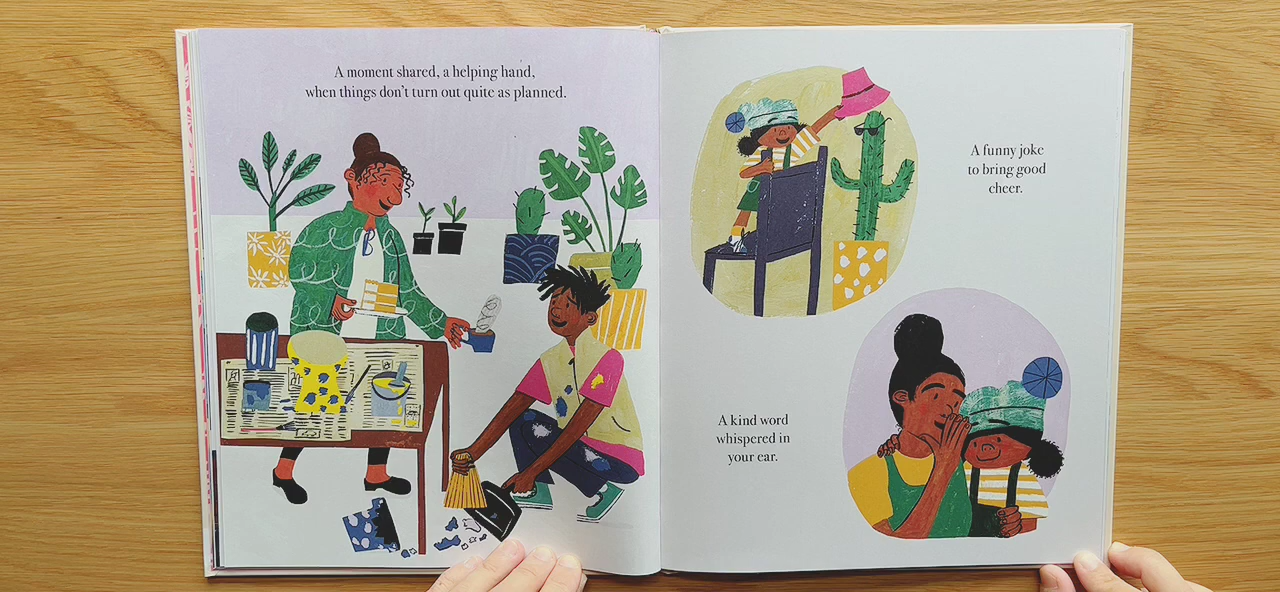 A moment shared, a helping hand,
when things don't turn out quite as planned.
A funny joke
to bring good
cheer.
A kind word
whispered in
your ear.